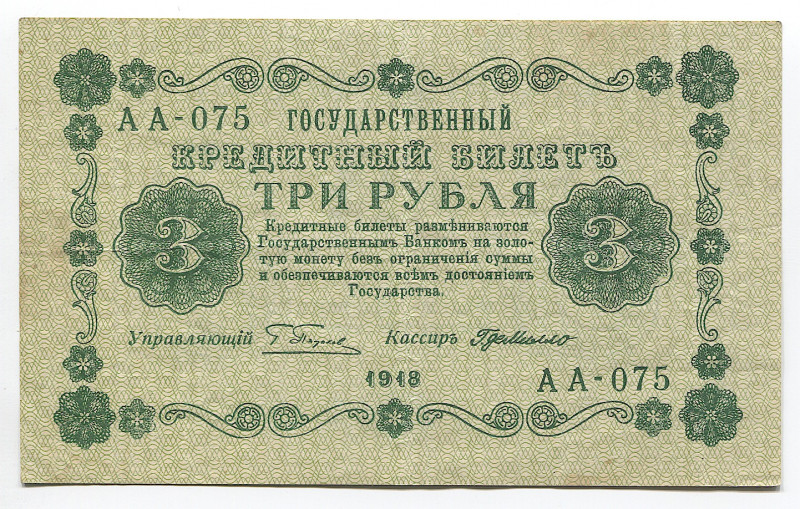 АА-075 ГОСУДАРСТВЕННЫЙ
КРЕДИТНЫЙ БИЛЕТЪ
ТРИ РУБЛЯ
3 3
Кредитные билеты размѣниваются
Государственнымъ Банкомъ на золо-
тую монету безъ ограниченія суммы
и обезпечиваются всѣмъ достояніемъ
Государства.
Управляющій Кассиръ
1918 АА-075